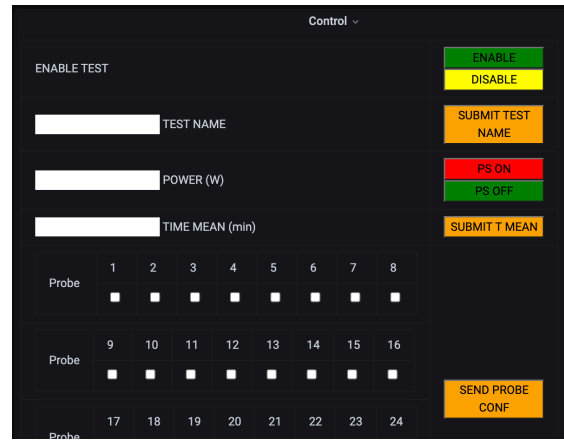 Control
ENABLE TEST
ENABLE
DISABLE
TEST NAME
SUBMIT TEST
NAME
POWER (W)
PS ON
PS OFF
TIME MEAN (min)
SUBMIT T MEAN
Probe
1 2 3 4 5 6 7 8
Probe
9 10 11 12 13 14 15 16
SEND PROBE
CONF
Probe
17 18 19 20 21 22 23 24